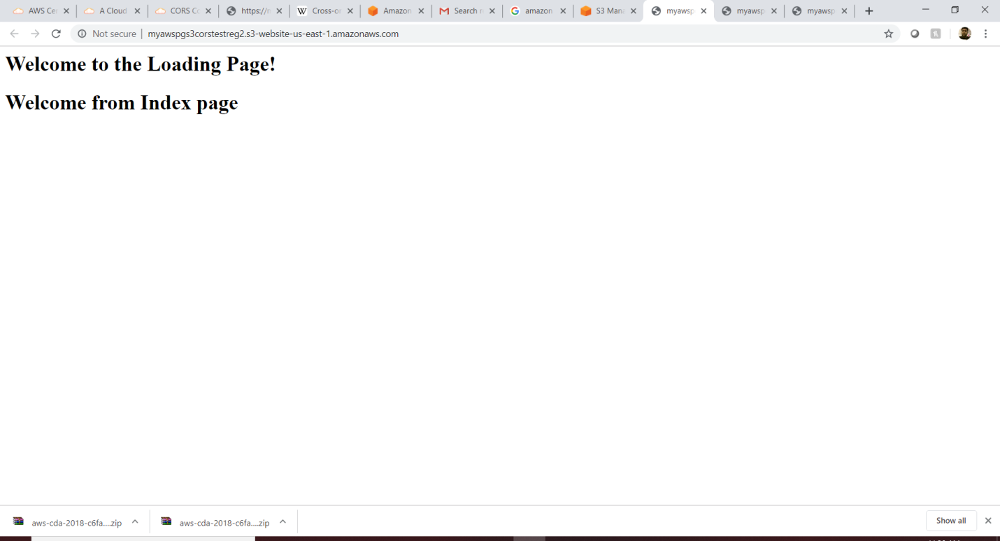 AWS Cer
A Cloud
CORS Co
https://n
Cross-or
Amazon
Search r
amazon
S3 Mana
myawsp
myawsp
myawsp
Not secure | myawspgs3corstestreg2.s3-website-us-east-1.amazonaws.com
Welcome to the Loading Page!
Welcome from Index page
aws-cda-2018-c6fa....zip
aws-cda-2018-c6fa....zip
Show all